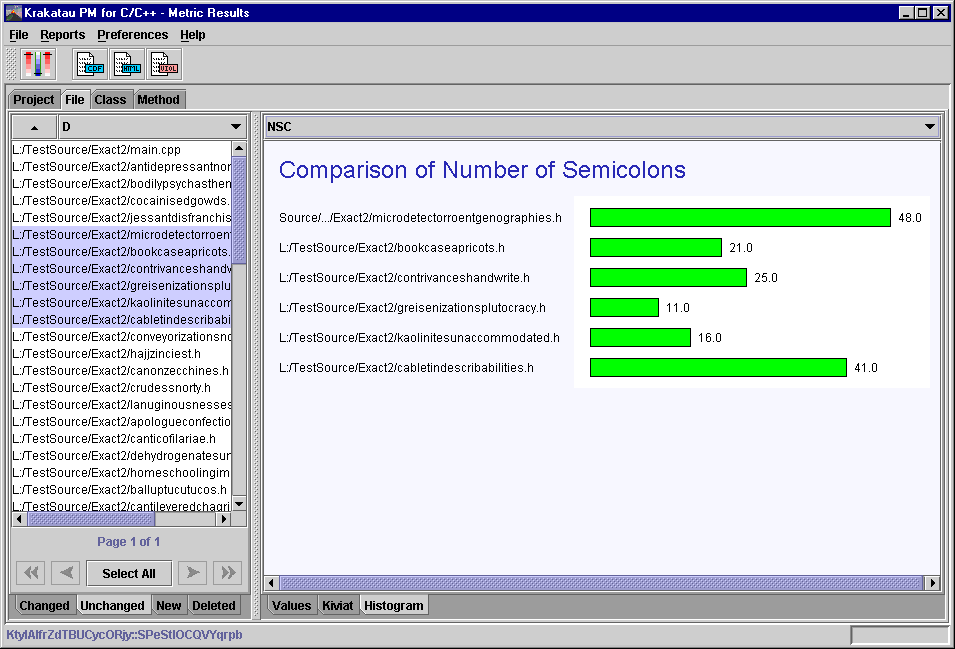 Krakatau PM for C/C++ - Metric Results
File Reports Preferences Help
CDF HTML VIOL
Project File Class Method
D
NSC
L:/TestSource/Exact2/main.cpp
L:/TestSource/Exact2/antidepressantnor
L:/TestSource/Exact2/bodilypsychasthen
L:/TestSource/Exact2/cocainisedgowds.
L:/TestSource/Exact2/jessantdisfranchis
L:/TestSource/Exact2/microdetectorroent
L:/TestSource/Exact2/bookcaseapricots.
L:/TestSource/Exact2/contrivanceshandw
L:/TestSource/Exact2/greisenizationsplu
L:/TestSource/Exact2/kaolinitesunaccom
L:/TestSource/Exact2/cabletindescribabi
L:/TestSource/Exact2/conveyorizationsno
L:/TestSource/Exact2/hajjzinciest.h
L:/TestSource/Exact2/canonzecchines.h
L:/TestSource/Exact2/crudessnorty.h
L:/TestSource/Exact2/lanuginousnesses
L:/TestSource/Exact2/apologueconfectio
L:/TestSource/Exact2/canticofilariae.h
L:/TestSource/Exact2/dehydrogenatesur
L:/TestSource/Exact2/homeschoolingim
L:/TestSource/Exact2/balluptucutucos.h
L:/TestSource/Exact2/cantileveredchagri
Page 1 of 1
Select All
Changed Unchanged New Deleted
Comparison of Number of Semicolons
Source/.../Exact2/microdetectorroentgenographies.h 48.0
L:/TestSource/Exact2/bookcaseapricots.h 21.0
L:/TestSource/Exact2/contrivanceshandwrite.h 25.0
L:/TestSource/Exact2/greisenizationsplutocracy.h 11.0
L:/TestSource/Exact2/kaolinitesunaccommodated.h 16.0
L:/TestSource/Exact2/cabletindescribabilities.h 41.0
Values Kiviat Histogram